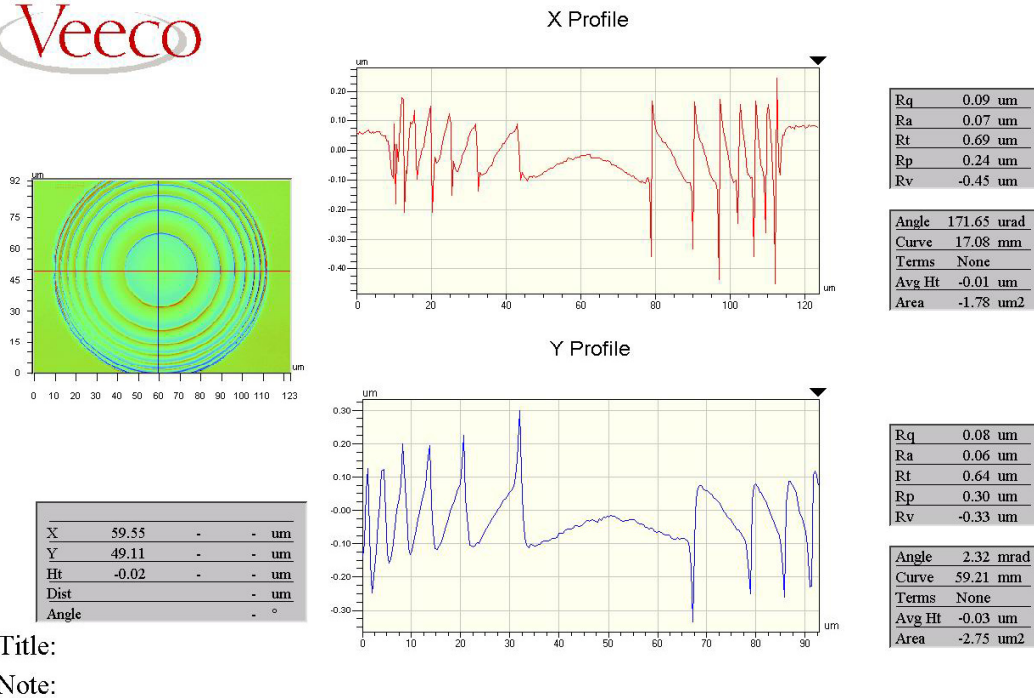 Veeco
X Profile
um
0.20
0.10
0.00
-0.10
-0.20
-0.30
-0.40
0 20 40 60 80 100 120
um
Rq 0.09 um
Ra 0.07 um
Rt 0.69 um
Rp 0.24 um
Rv -0.45 um
Angle 171.65 urad
Curve 17.08 mm
Terms None
Avg Ht -0.01 um
Area -1.78 um2
um
92
75
60
45
30
15
0
um
0 10 20 30 40 50 60 70 80 90 100 110 123
Y Profile
um
0.30
0.20
0.10
-0.00
-0.10
-0.20
-0.30
0 10 20 30 40 50 60 70 80 90
um
Rq 0.08 um
Ra 0.06 um
Rt 0.64 um
Rp 0.30 um
Rv -0.33 um
Angle 2.32 mrad
Curve 59.21 mm
Terms None
Avg Ht -0.03 um
Area -2.75 um2
X 59.55 - - um
Y 49.11 - - um
Ht -0.02 - - um
Dist - um
Angle - °
Title:
Note: